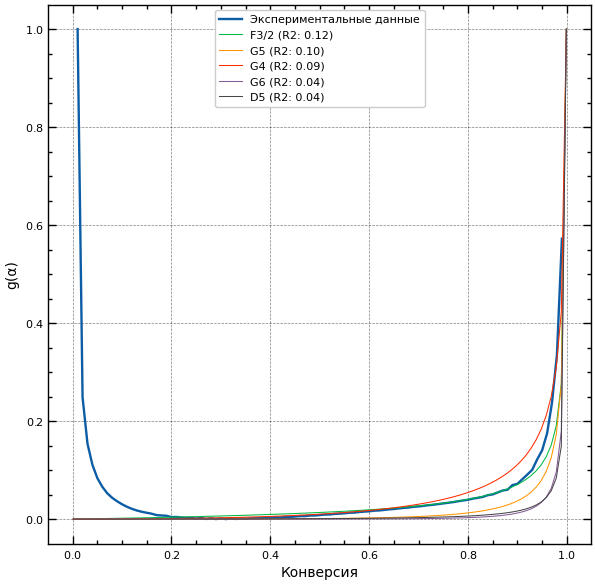 Экспериментальные данные
F3/2 (R2: 0.12)
G5 (R2: 0.10)
G4 (R2: 0.09)
G6 (R2: 0.04)
D5 (R2: 0.04)
1.0
0.8
0.6
0.4
0.2
0.0
g(α)
0.0 0.2 0.4 0.6 0.8 1.0
Конверсия